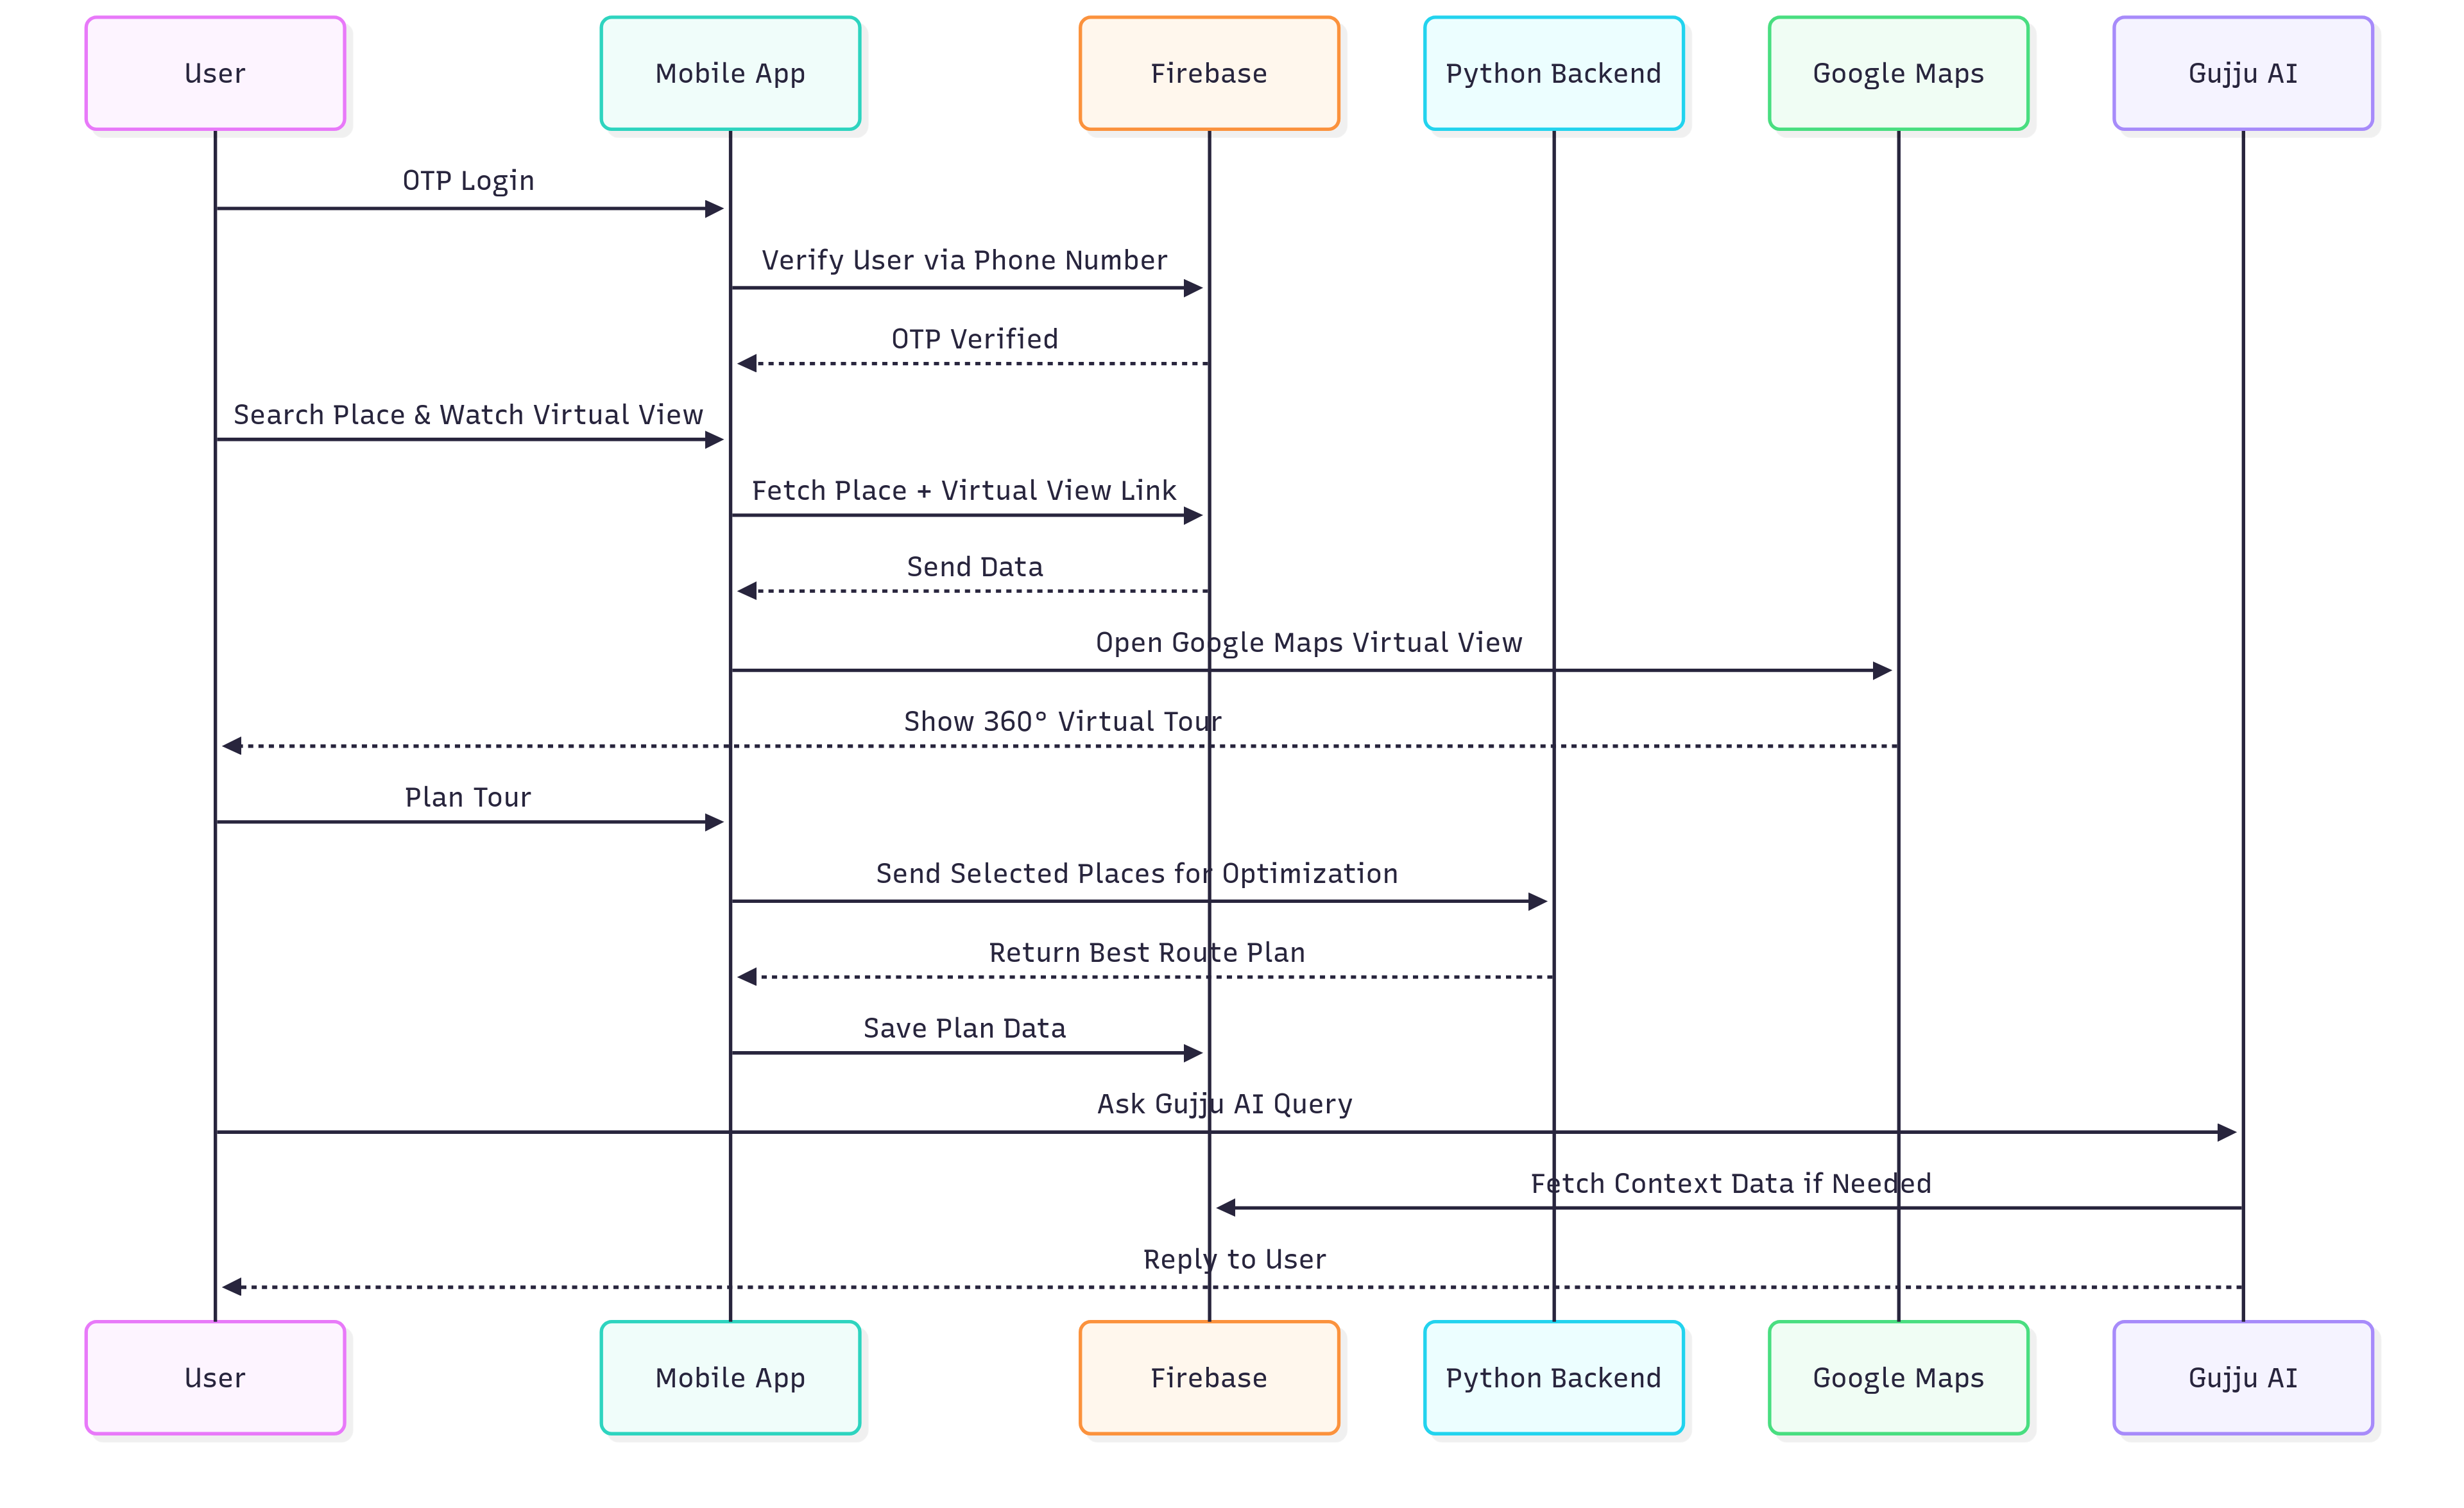 User
Mobile App
Firebase
Python Backend
Google Maps
Gujju AI
OTP Login
Verify User via Phone Number
OTP Verified
Search Place & Watch Virtual View
Fetch Place + Virtual View Link
Send Data
Open Google Maps Virtual View
Show 360° Virtual Tour
Plan Tour
Send Selected Places for Optimization
Return Best Route Plan
Save Plan Data
Ask Gujju AI Query
Fetch Context Data if Needed
Reply to User
User
Mobile App
Firebase
Python Backend
Google Maps
Gujju AI